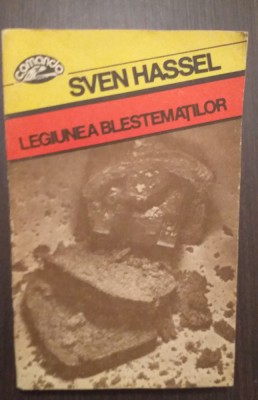 comando
SVEN HASSEL
LEGIUNEA BLESTEMAȚILOR